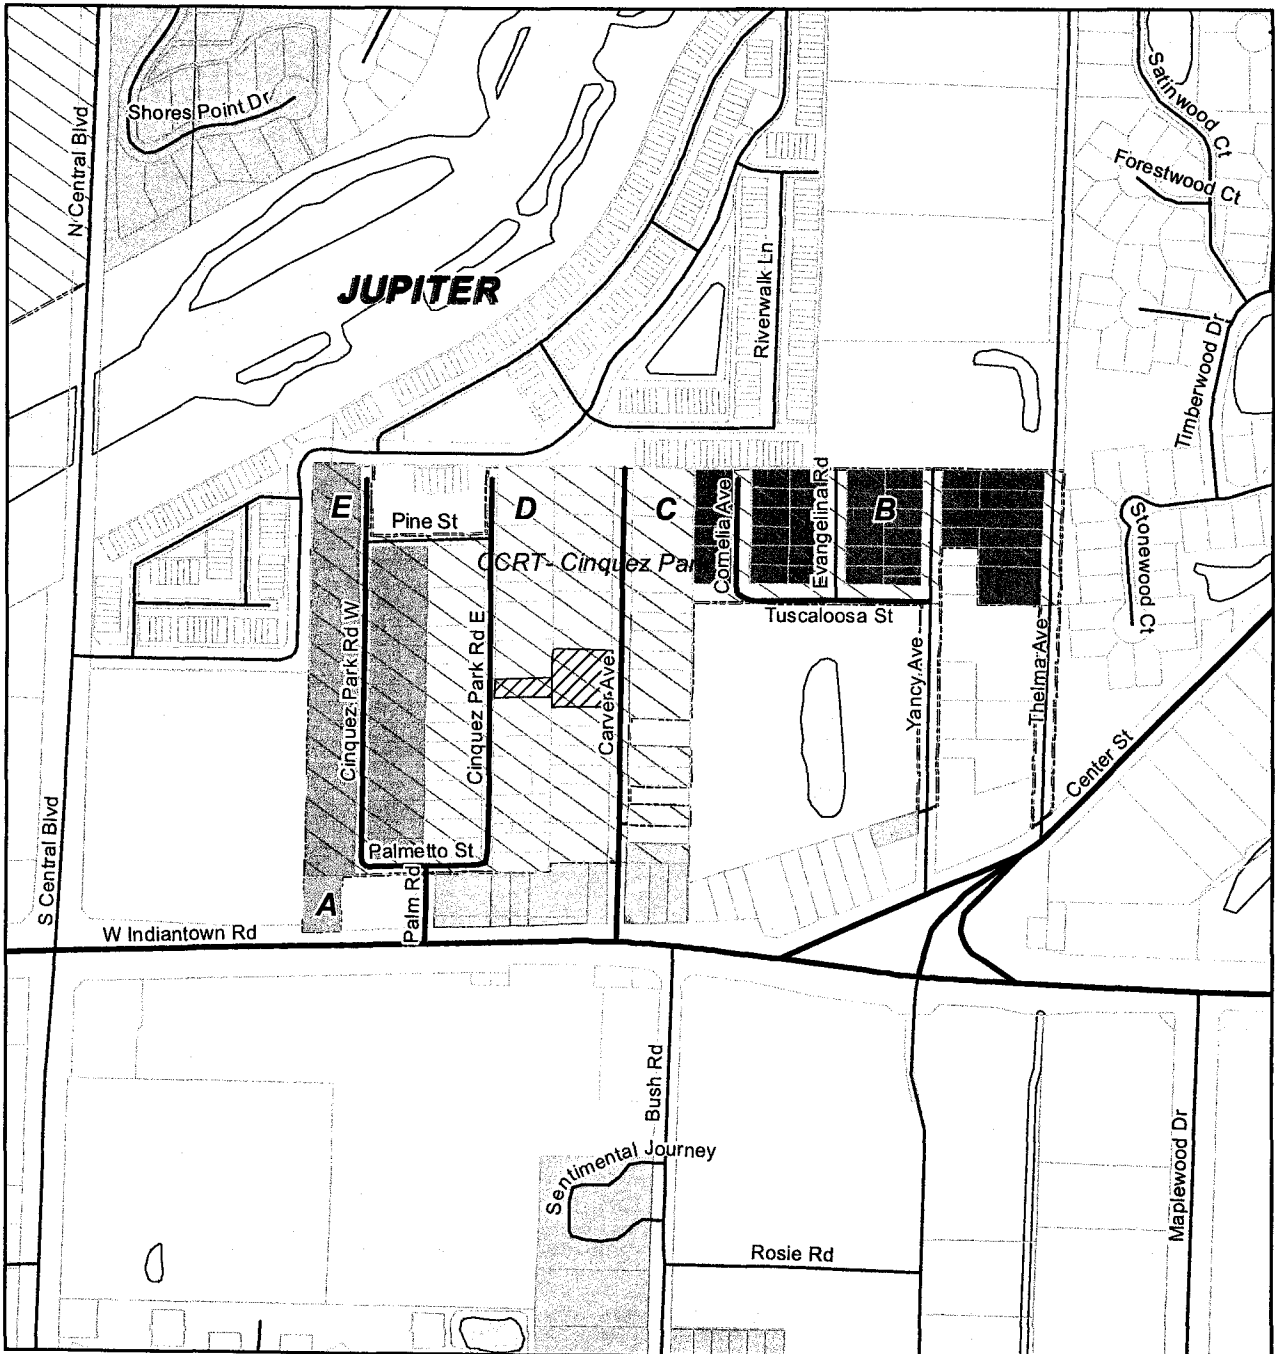 Shores Point Dr
N Central Blvd
Satinwood Ct
Forestwood Ct
JUPITER
Riverwalk Ln
Timberwood Dr
E
D
C
Cornelia Ave
Evangelina Rd
B
Stonewood Ct
Pine St
CCRT- Cinquez Par
Tuscaloosa St
Cinquez Park Rd W
Cinquez Park Rd E
Carver Ave
Yancy Ave
Thelma Ave
Center St
S Central Blvd
Palmetto St
A
Palm Rd
W Indiantown Rd
Bush Rd
Sentimental Journey
Maplewood Dr
Rosie Rd